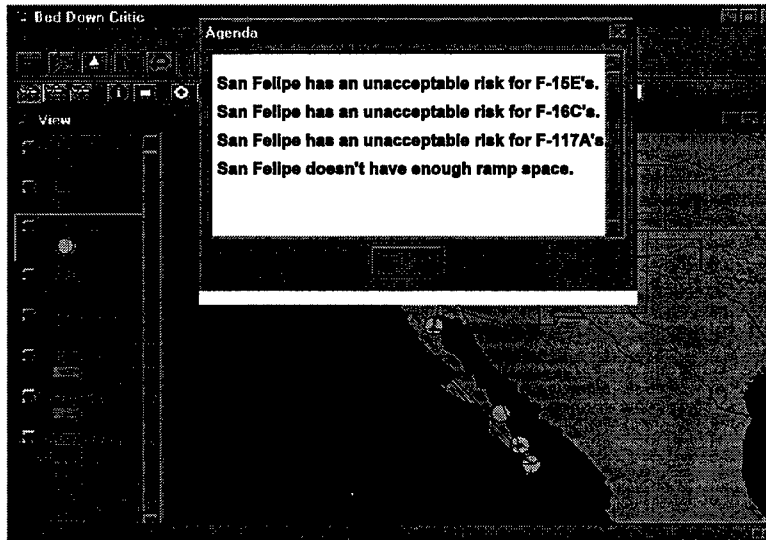 Bed Down Critic
Agenda
San Felipe has an unacceptable risk for F-15E's.
San Felipe has an unacceptable risk for F-16C's.
San Felipe has an unacceptable risk for F-117A's
San Felipe doesn't have enough ramp space.
View